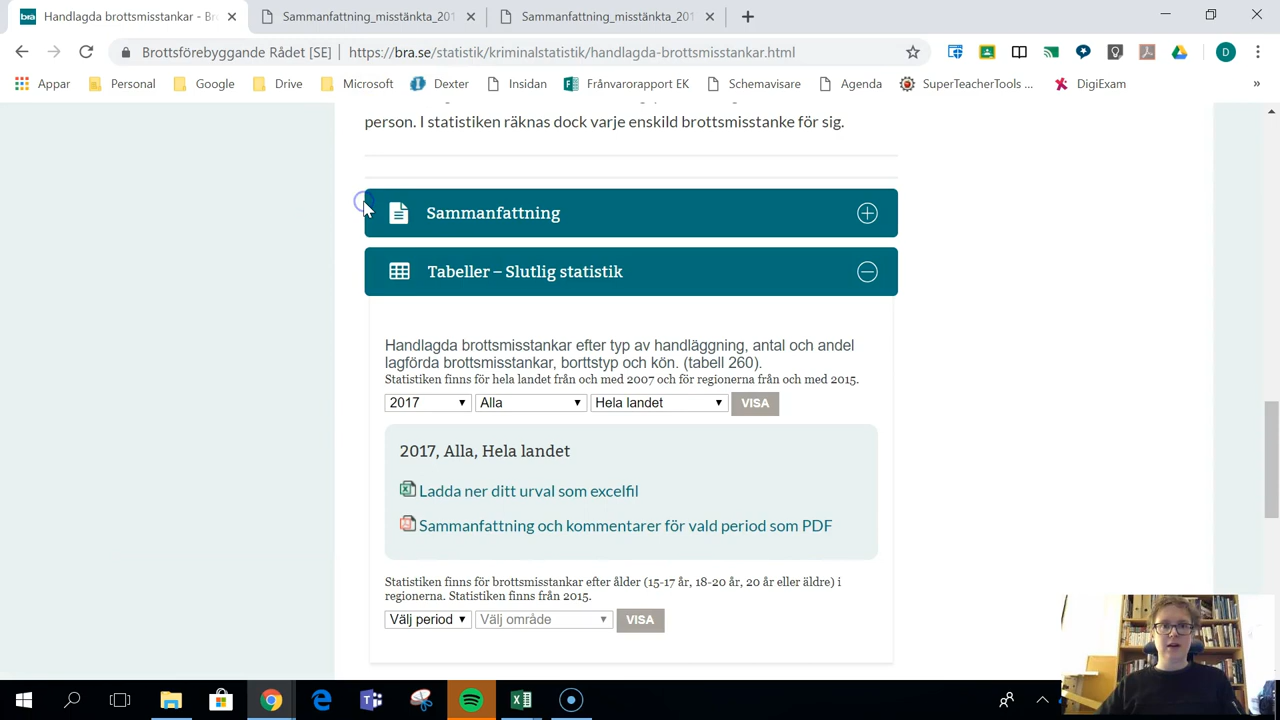 bra Handlagda brottsmisstankar - Br
Sammanfattning_misstänkta_201
Sammanfattning_misstänkta_201
Brottsförebyggande Rådet [SE] | https://bra.se/statistik/kriminalstatistik/handlagda-brottsmisstankar.html
D
Appar Personal Google Drive Microsoft Dexter Insidan Frånvarorapport EK Schemavisare Agenda SuperTeacherTools ... DigiExam »
person. I statistiken räknas dock varje enskild brottsmisstanke för sig.
Sammanfattning
Tabeller – Slutlig statistik
Handlagda brottsmisstankar efter typ av handläggning, antal och andel
lagförda brottsmisstankar, borttstyp och kön. (tabell 260).
Statistiken finns för hela landet från och med 2007 och för regionerna från och med 2015.
2017 Alla Hela landet VISA
2017, Alla, Hela landet
Ladda ner ditt urval som excelfil
Sammanfattning och kommentarer för vald period som PDF
Statistiken finns för brottsmisstankar efter ålder (15-17 år, 18-20 år, 20 år eller äldre) i
regionerna. Statistiken finns från 2015.
Välj period Välj område VISA